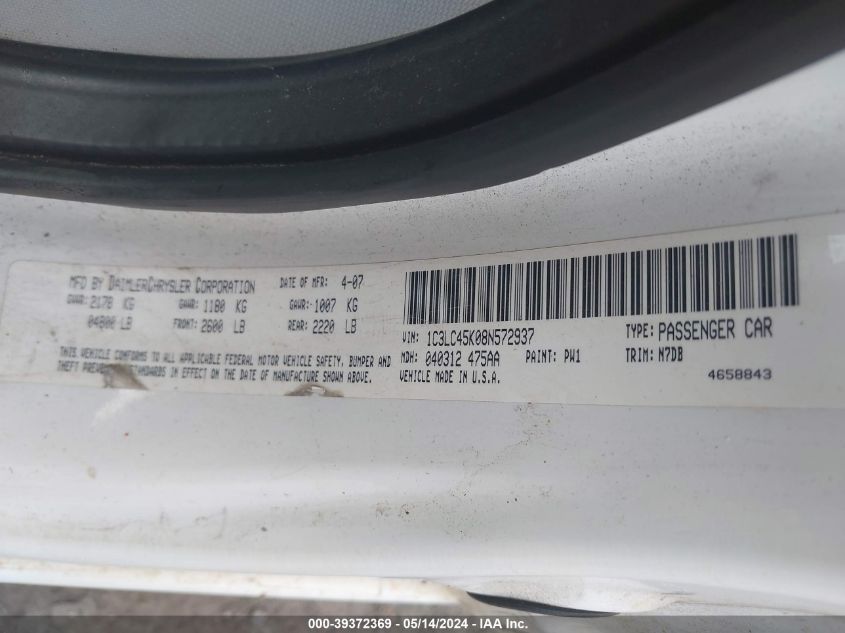 MFD BY DAIMLERCHRYSLER CORPORATION DATE OF MFR: 4-07
GVWR: 2178 KG GAWR: 1180 KG GAWR: 1007 KG
04800 LB FRONT: 2600 LB REAR: 2220 LB
THIS VEHICLE CONFORMS TO ALL APPLICABLE FEDERAL MOTOR VEHICLE SAFETY, BUMPER AND
THEFT PREVENTION STANDARDS IN EFFECT ON THE DATE OF MANUFACTURE SHOWN ABOVE.
VIN: 1C3LC45K08N572937 TYPE: PASSENGER CAR
MDH: 040312 475AA PAINT: PW1 TRIM: N7DB
VEHICLE MADE IN U.S.A. 4658843
000-39372369 - 05/14/2024 - IAAI Inc.